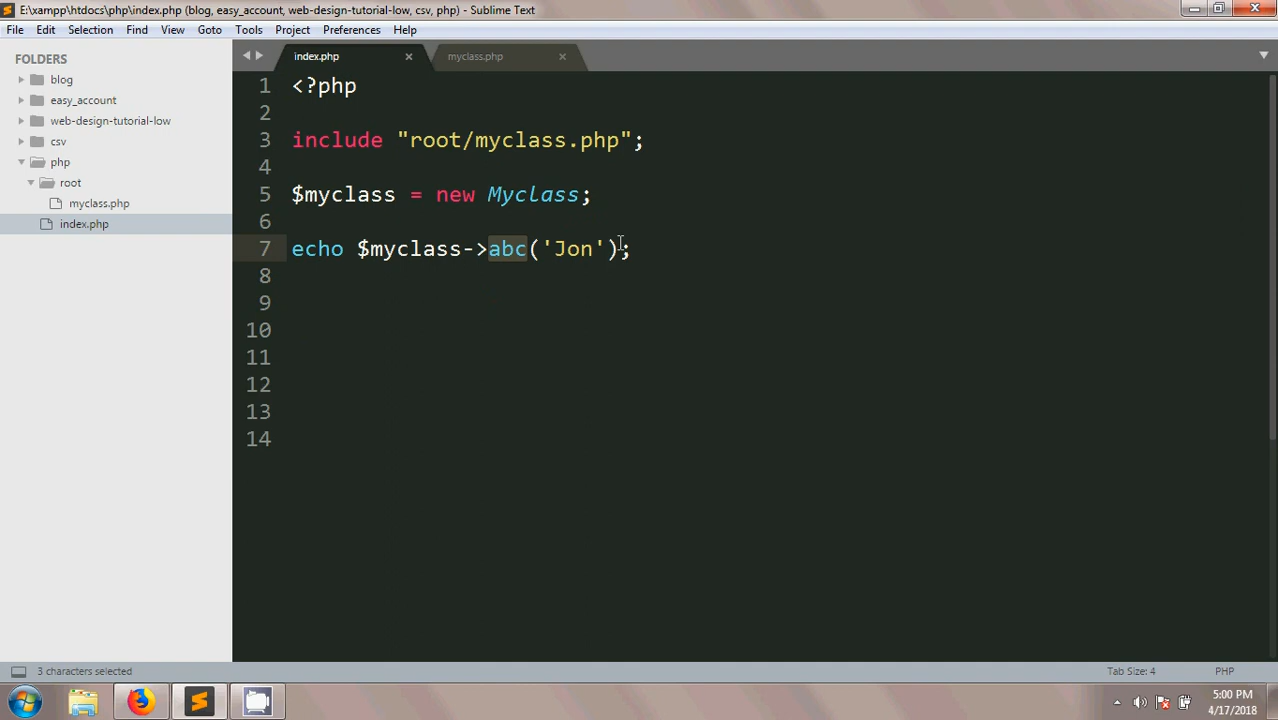 E:\xampp\htdocs\php\index.php (blog, easy_account, web-design-tutorial-low, csv, php) - Sublime Text
File Edit Selection Find View Goto Tools Project Preferences Help
FOLDERS
blog
easy_account
web-design-tutorial-low
csv
php
root
myclass.php
index.php
index.php myclass.php
1 <?php
2
3 include "root/myclass.php";
4
5 $myclass = new Myclass;
6
7 echo $myclass->abc('Jon');
8
9
10
11
12
13
14
3 characters selected Tab Size: 4 PHP
5:00 PM
4/17/2018